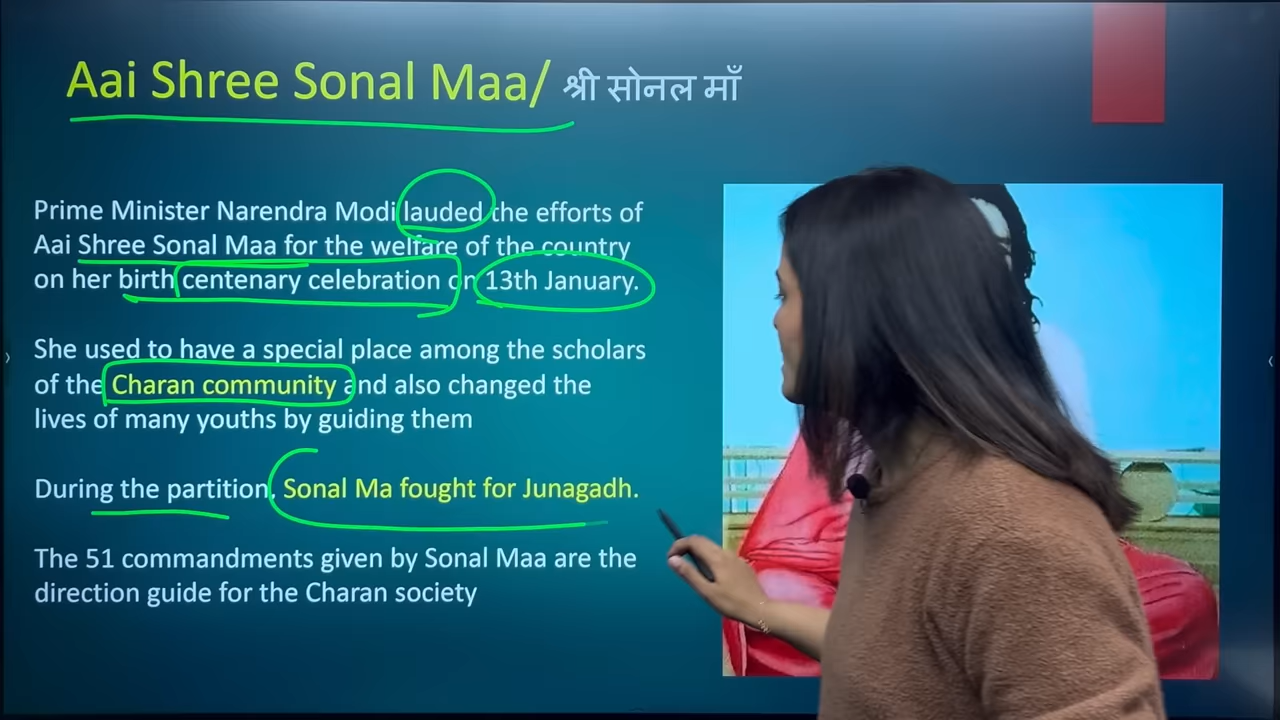 Aai Shree Sonal Maa/ श्री सोनल माँ
Prime Minister Narendra Modi lauded the efforts of
Aai Shree Sonal Maa for the welfare of the country
on her birth centenary celebration on 13th January.
She used to have a special place among the scholars
of the Charan community and also changed the
lives of many youths by guiding them
During the partition, Sonal Ma fought for Junagadh.
The 51 commandments given by Sonal Maa are the
direction guide for the Charan society